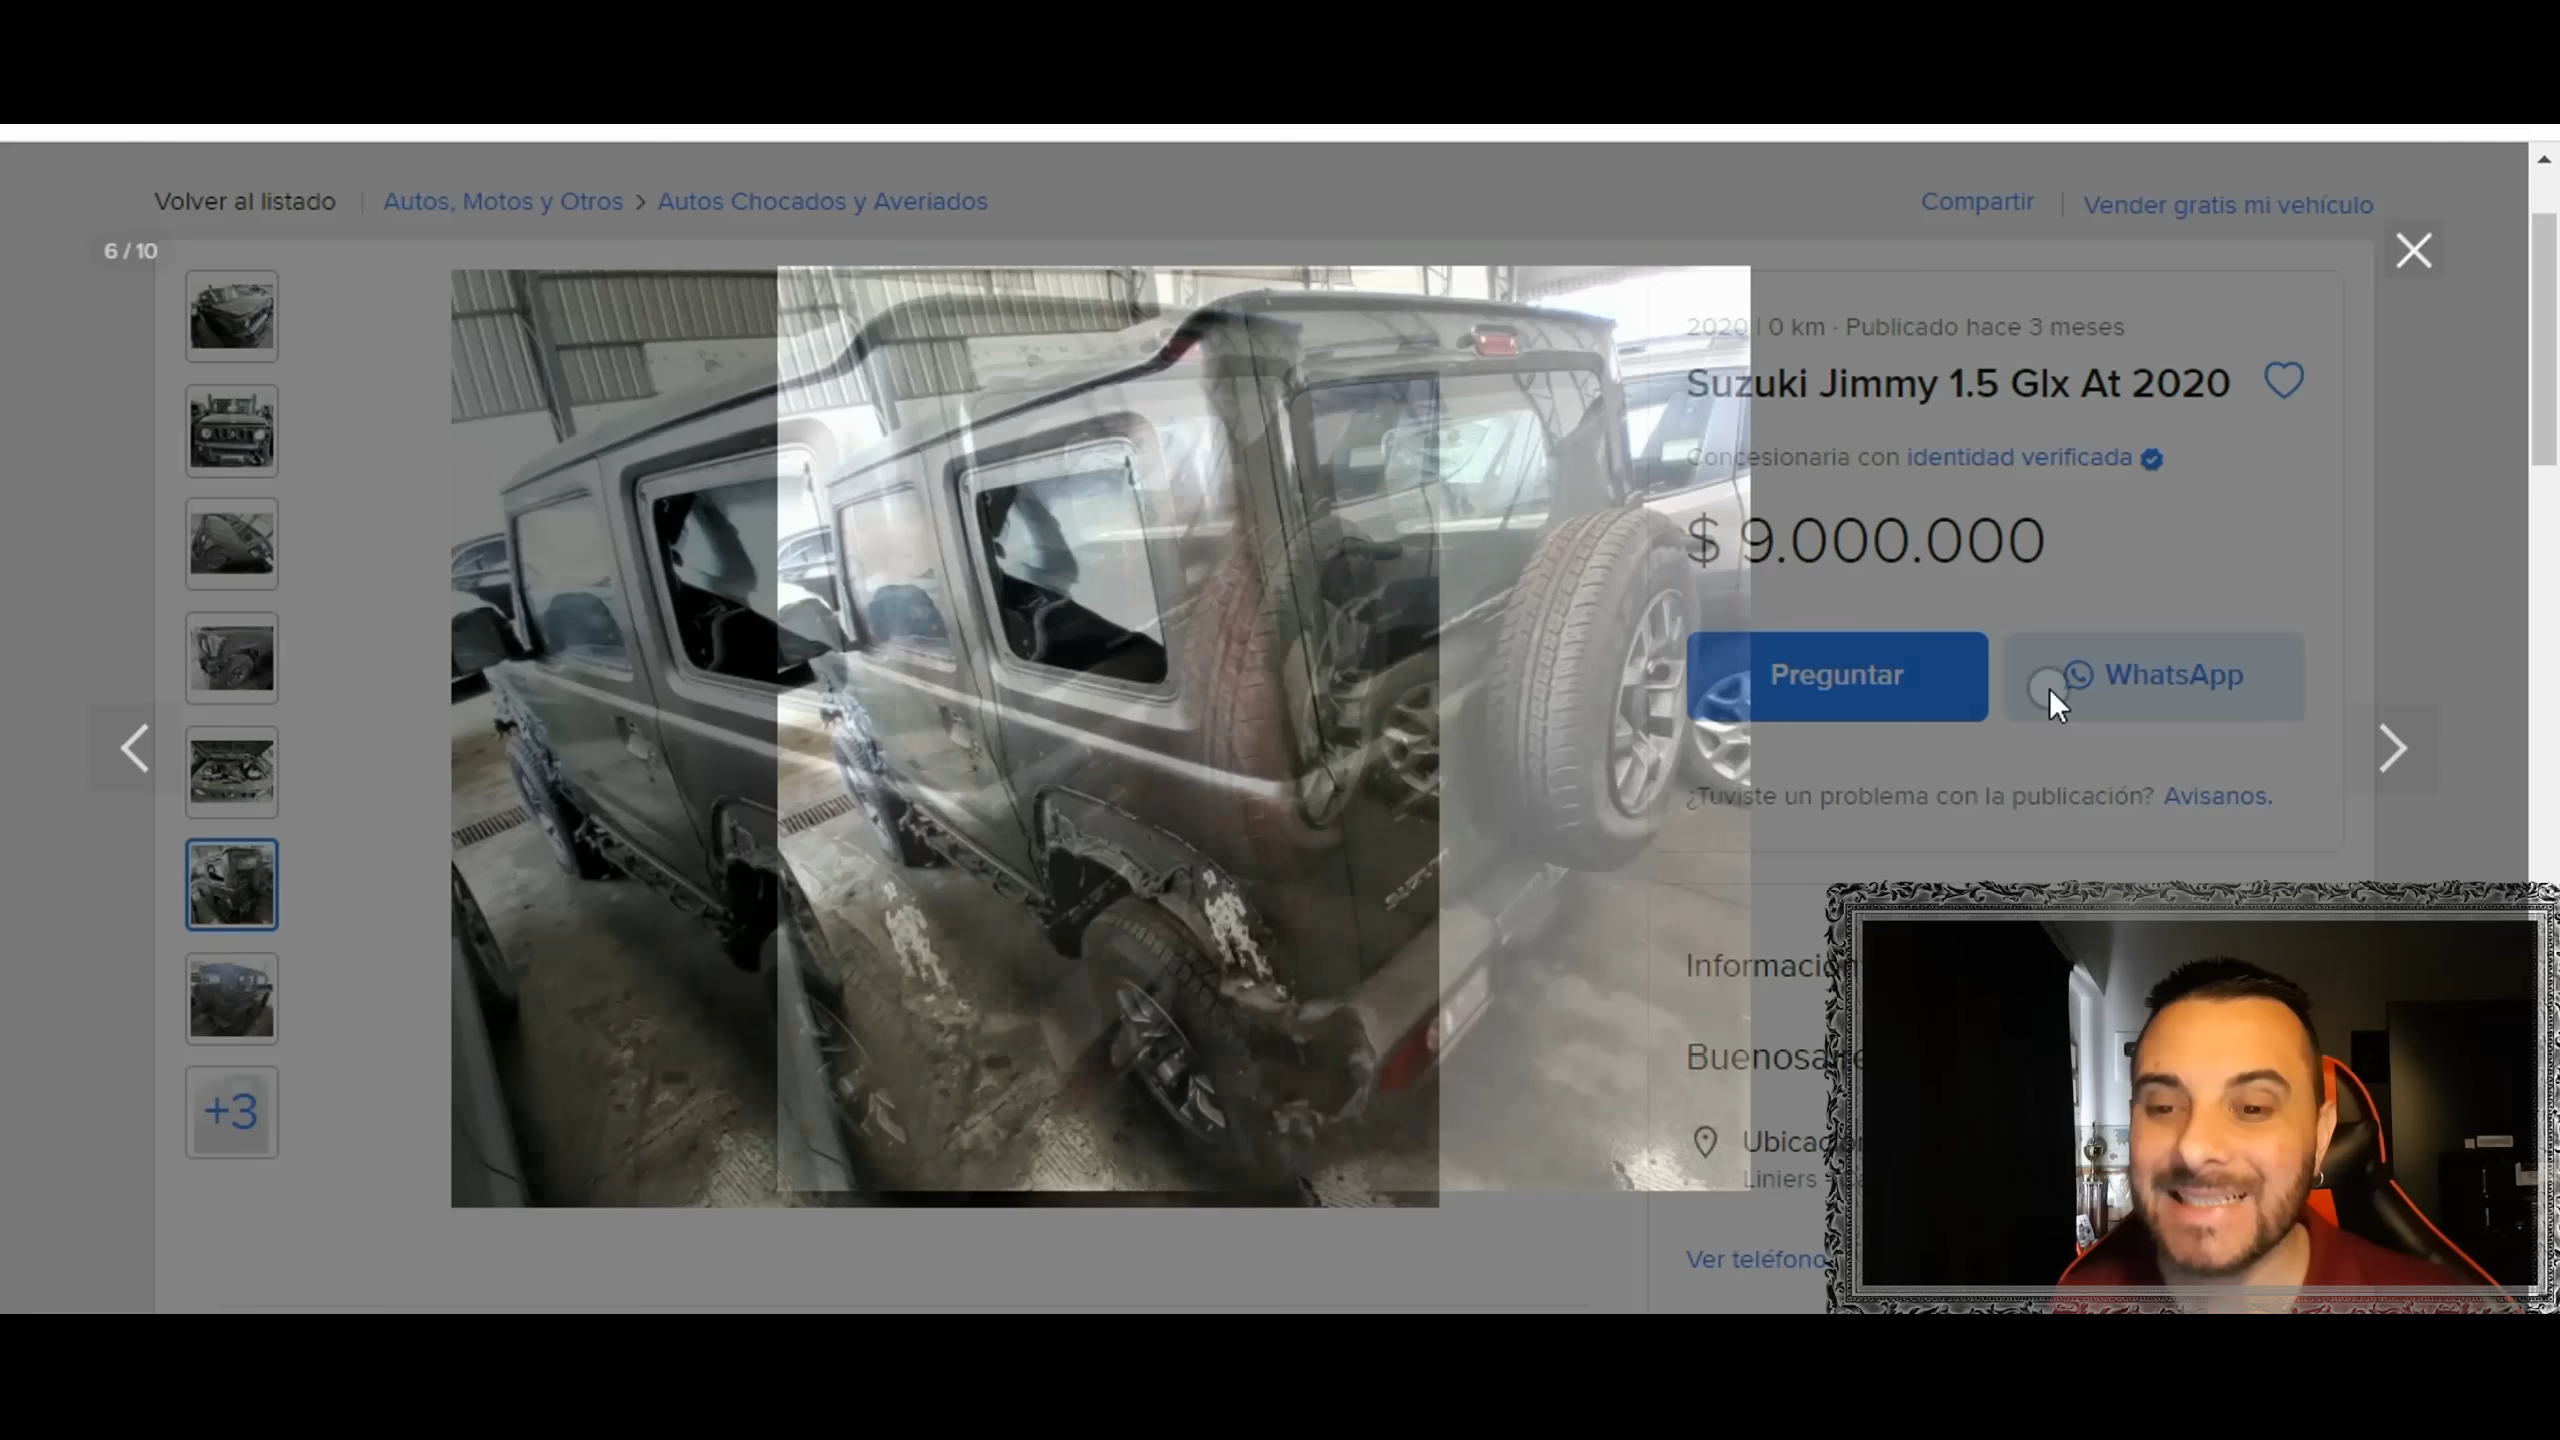 Volver al listado | Autos, Motos y Otros > Autos Chocados y Averiados
Compartir | Vender gratis mi vehículo
6 / 10
2020 | 0 km · Publicado hace 3 meses
Suzuki Jimmy 1.5 Glx At 2020
Concesionaria con identidad verificada
$ 9.000.000
Preguntar
WhatsApp
¿Tuviste un problema con la publicación? Avisanos.
Liniers
+3
Ver teléfono